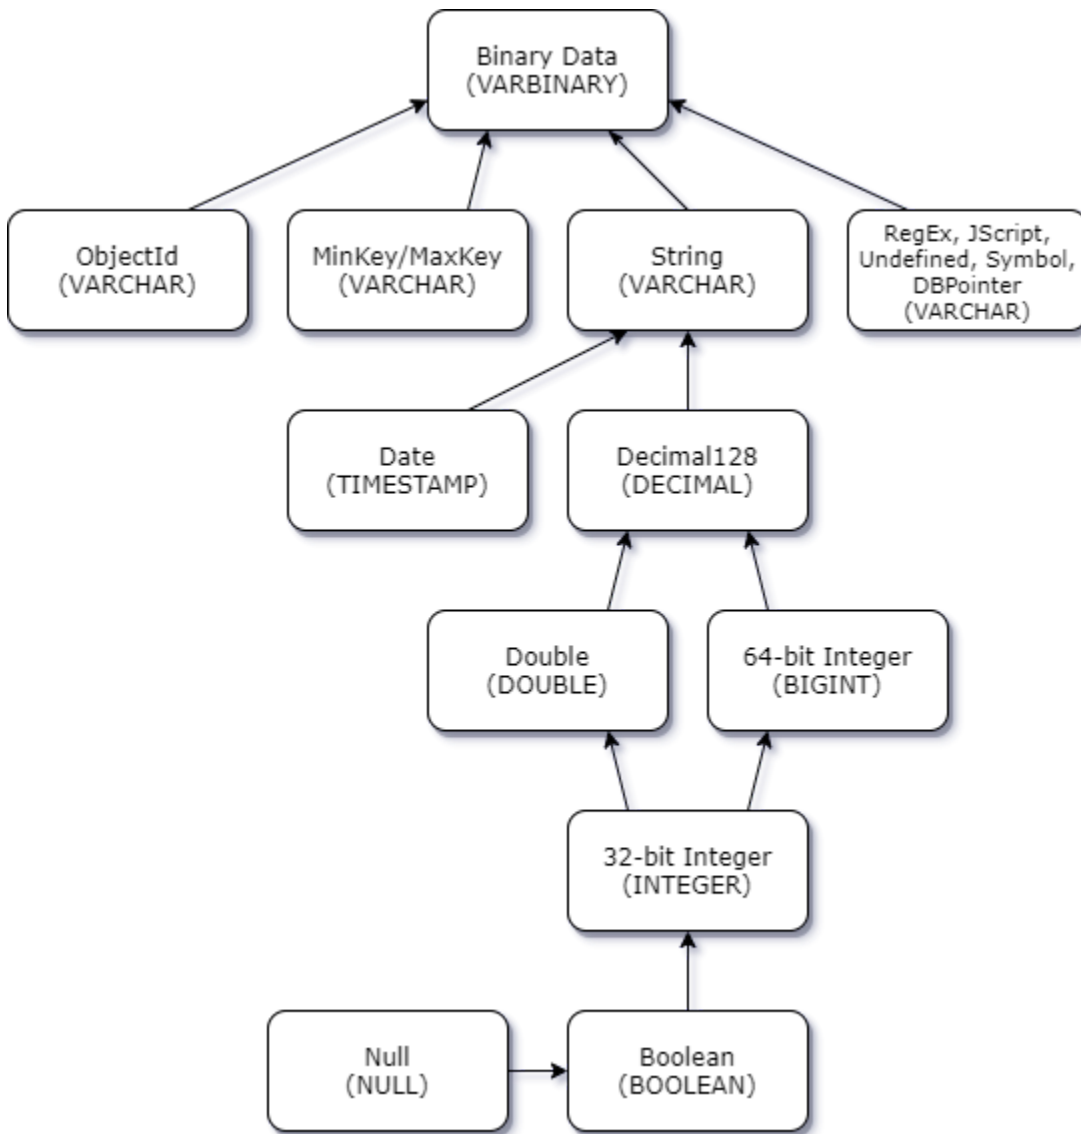 Binary Data
(VARBINARY)
ObjectId
(VARCHAR)
MinKey/MaxKey
(VARCHAR)
String
(VARCHAR)
RegEx, JScript,
Undefined, Symbol,
DBPointer
(VARCHAR)
Date
(TIMESTAMP)
Decimal128
(DECIMAL)
Double
(DOUBLE)
64-bit Integer
(BIGINT)
32-bit Integer
(INTEGER)
Null
(NULL)
Boolean
(BOOLEAN)